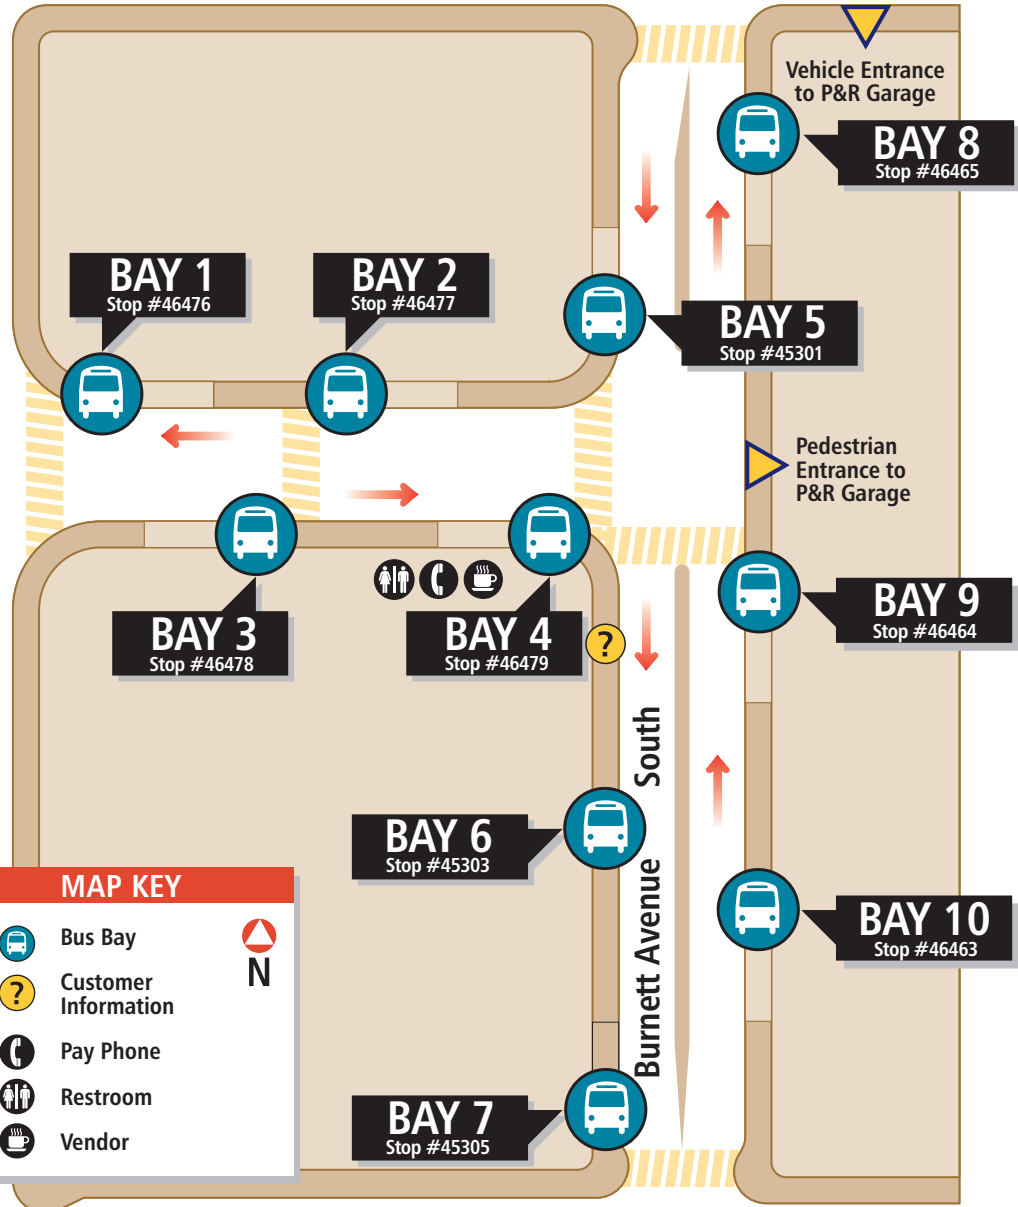 Vehicle Entrance
to P&R Garage
BAY 8
Stop #46465
BAY 1
Stop #46476
BAY 2
Stop #46477
BAY 5
Stop #45301
Pedestrian
Entrance to
P&R Garage
BAY 3
Stop #46478
BAY 4
Stop #46479
?
BAY 9
Stop #46464
Burnett Avenue South
BAY 6
Stop #45303
BAY 10
Stop #46463
BAY 7
Stop #45305
MAP KEY
Bus Bay
N
?
Customer
Information
Pay Phone
Restroom
Vendor